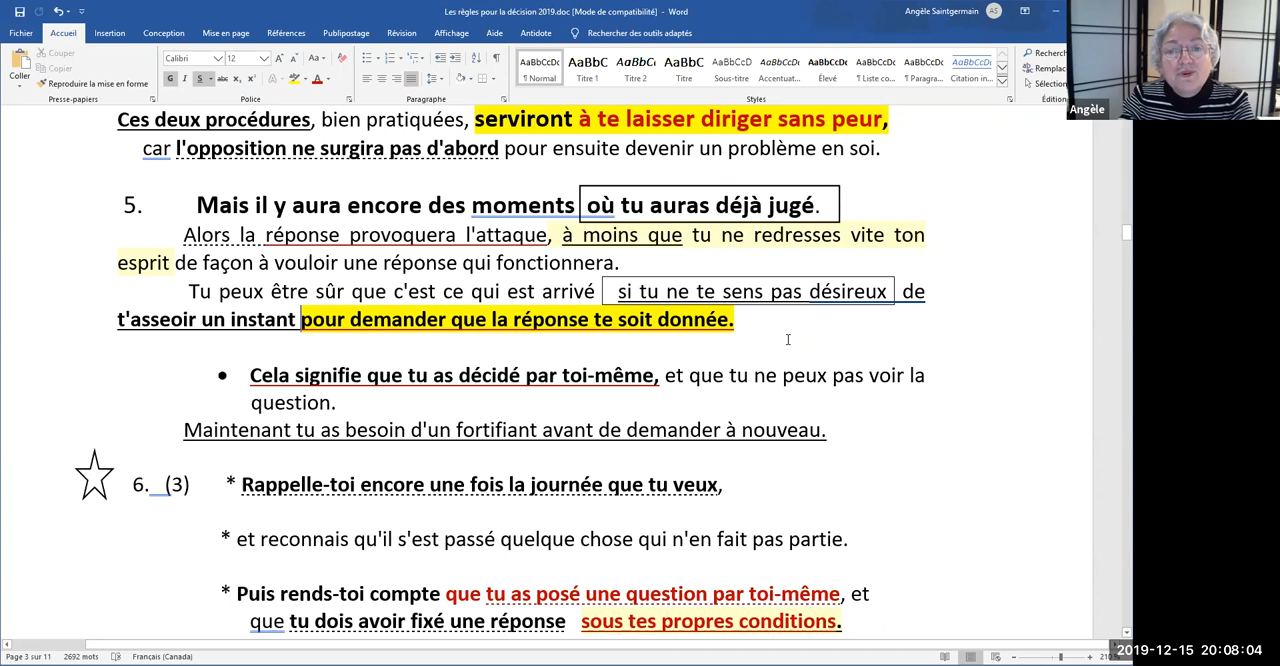 Les règles pour la décision 2019.doc [Mode de compatibilité] - Word
Angèle Saintgermain AS
Fichier Accueil Insertion Conception Mise en page Références Publipostage Révision Affichage Aide Antidote Rechercher des outils adaptés
Coller
Couper
Copier
Reproduire la mise en forme
Presse-papiers
Calibri 12
G I S abc
Police
Paragraphe
AaBbCcDc AaBbC AaBbCc AaBbC AaBbCcD AaBbCcDc AaBbCcDc AaBbCcDc AaBbCcDc AaBbCcDc
¶ Normal ¶ Titre 1 ¶ Titre 2 ¶ Titre ¶ Sous-titre ¶ Accentuat... ¶ Élevé ¶ Liste co... ¶ Paragra... Citation in...
Styles
Recherch
Remplac
Sélection
Éditio
Angèle
Ces deux procédures, bien pratiquées, serviront à te laisser diriger sans peur,
car l'opposition ne surgira pas d'abord pour ensuite devenir un problème en soi.
5. Mais il y aura encore des moments où tu auras déjà jugé.
Alors la réponse provoquera l'attaque, à moins que tu ne redresses vite ton
esprit de façon à vouloir une réponse qui fonctionnera.
Tu peux être sûr que c'est ce qui est arrivé si tu ne te sens pas désireux de
t'asseoir un instant pour demander que la réponse te soit donnée.
• Cela signifie que tu as décidé par toi-même, et que tu ne peux pas voir la
question.
Maintenant tu as besoin d'un fortifiant avant de demander à nouveau.
6. (3) * Rappelle-toi encore une fois la journée que tu veux,
* et reconnais qu'il s'est passé quelque chose qui n'en fait pas partie.
* Puis rends-toi compte que tu as posé une question par toi-même, et
que tu dois avoir fixé une réponse sous tes propres conditions.
Page 3 sur 11 2692 mots Français (Canada)
2019-12-15 20:08:04